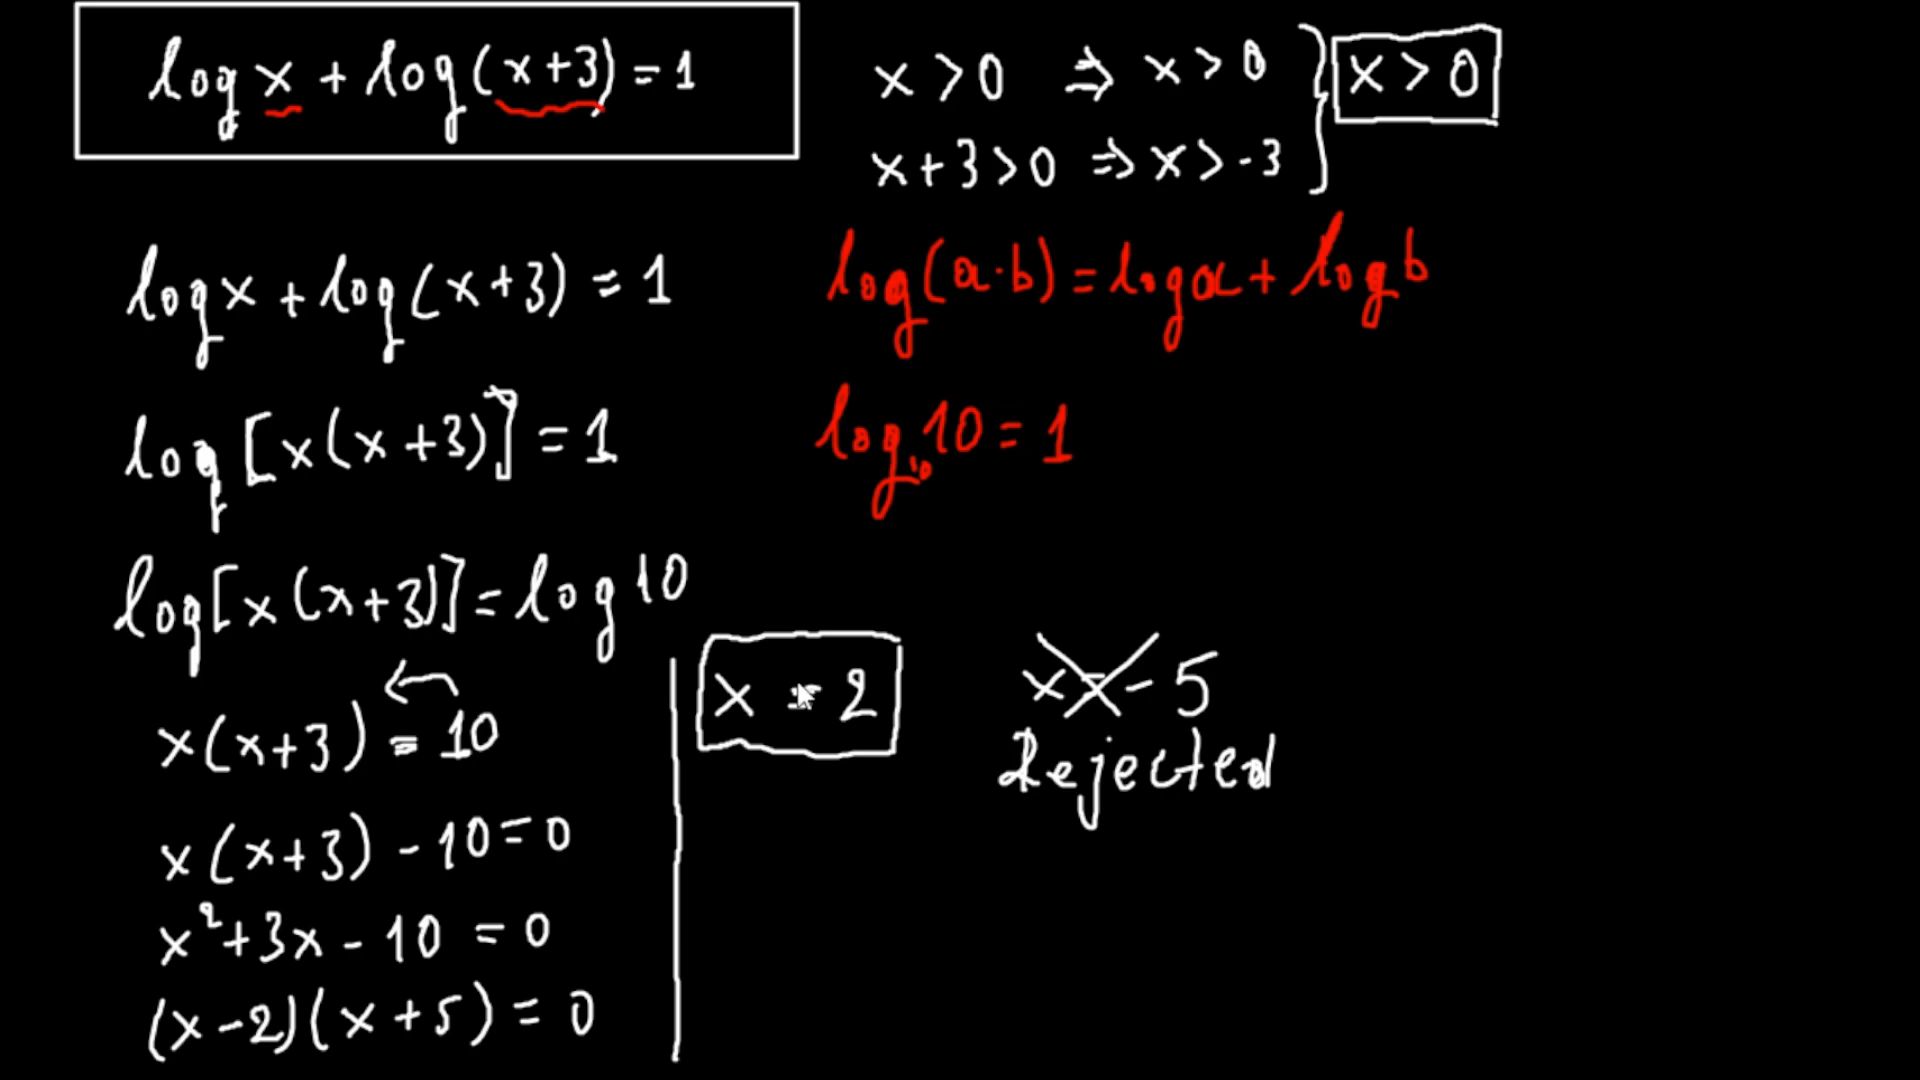 log x + log(x+3) = 1
x > 0 ⇒ x > 0
x+3 > 0 ⇒ x > -3
x > 0
log x + log(x+3) = 1
log(a·b) = log a + log b
log [x(x+3)] = 1
log₁₀10 = 1
log[x(x+3)] = log 10
x(x+3) = 10
x = 2
x = -5
Rejected
x(x+3) - 10 = 0
x²+3x - 10 = 0
(x-2)(x+5) = 0